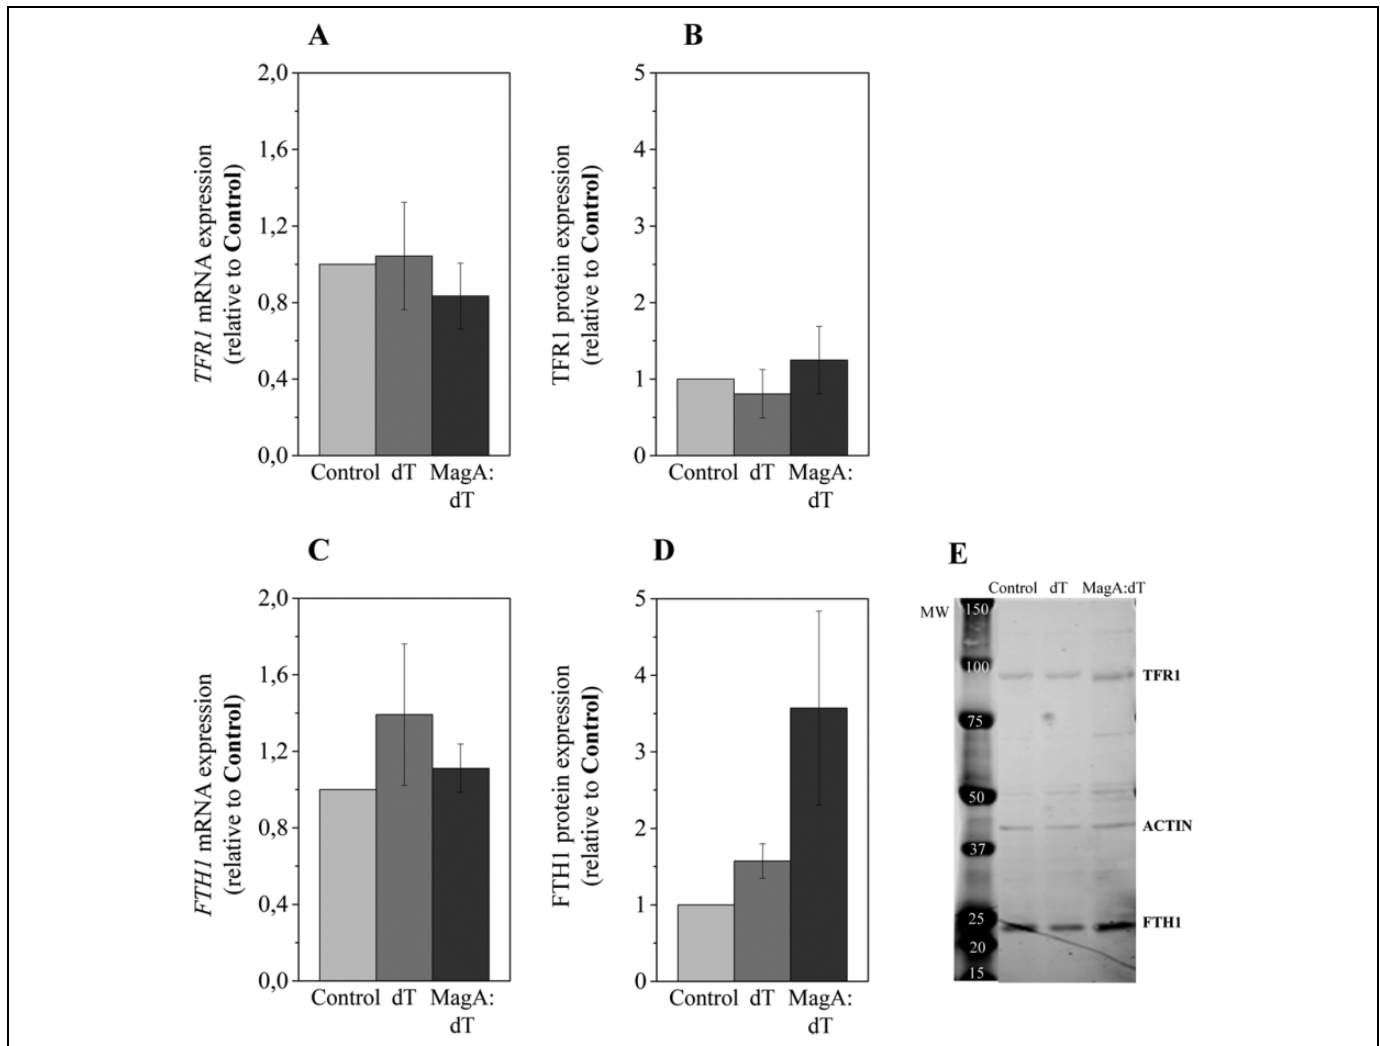 A
2,0
1,6
1,2
0,8
0,4
0,0
TFR1 mRNA expression
(relative to Control)
Control dT MagA:
dT
B
5
4
3
2
1
0
TFR1 protein expression
(relative to Control)
Control dT MagA:
dT
C
2,0
1,6
1,2
0,8
0,4
0,0
FTH1 mRNA expression
(relative to Control)
Control dT MagA:
dT
D
5
4
3
2
1
0
FTH1 protein expression
(relative to Control)
Control dT MagA:
dT
E
Control dT MagA:dT
MW
150
100
TFR1
75
50
ACTIN
37
25
FTH1
20
15